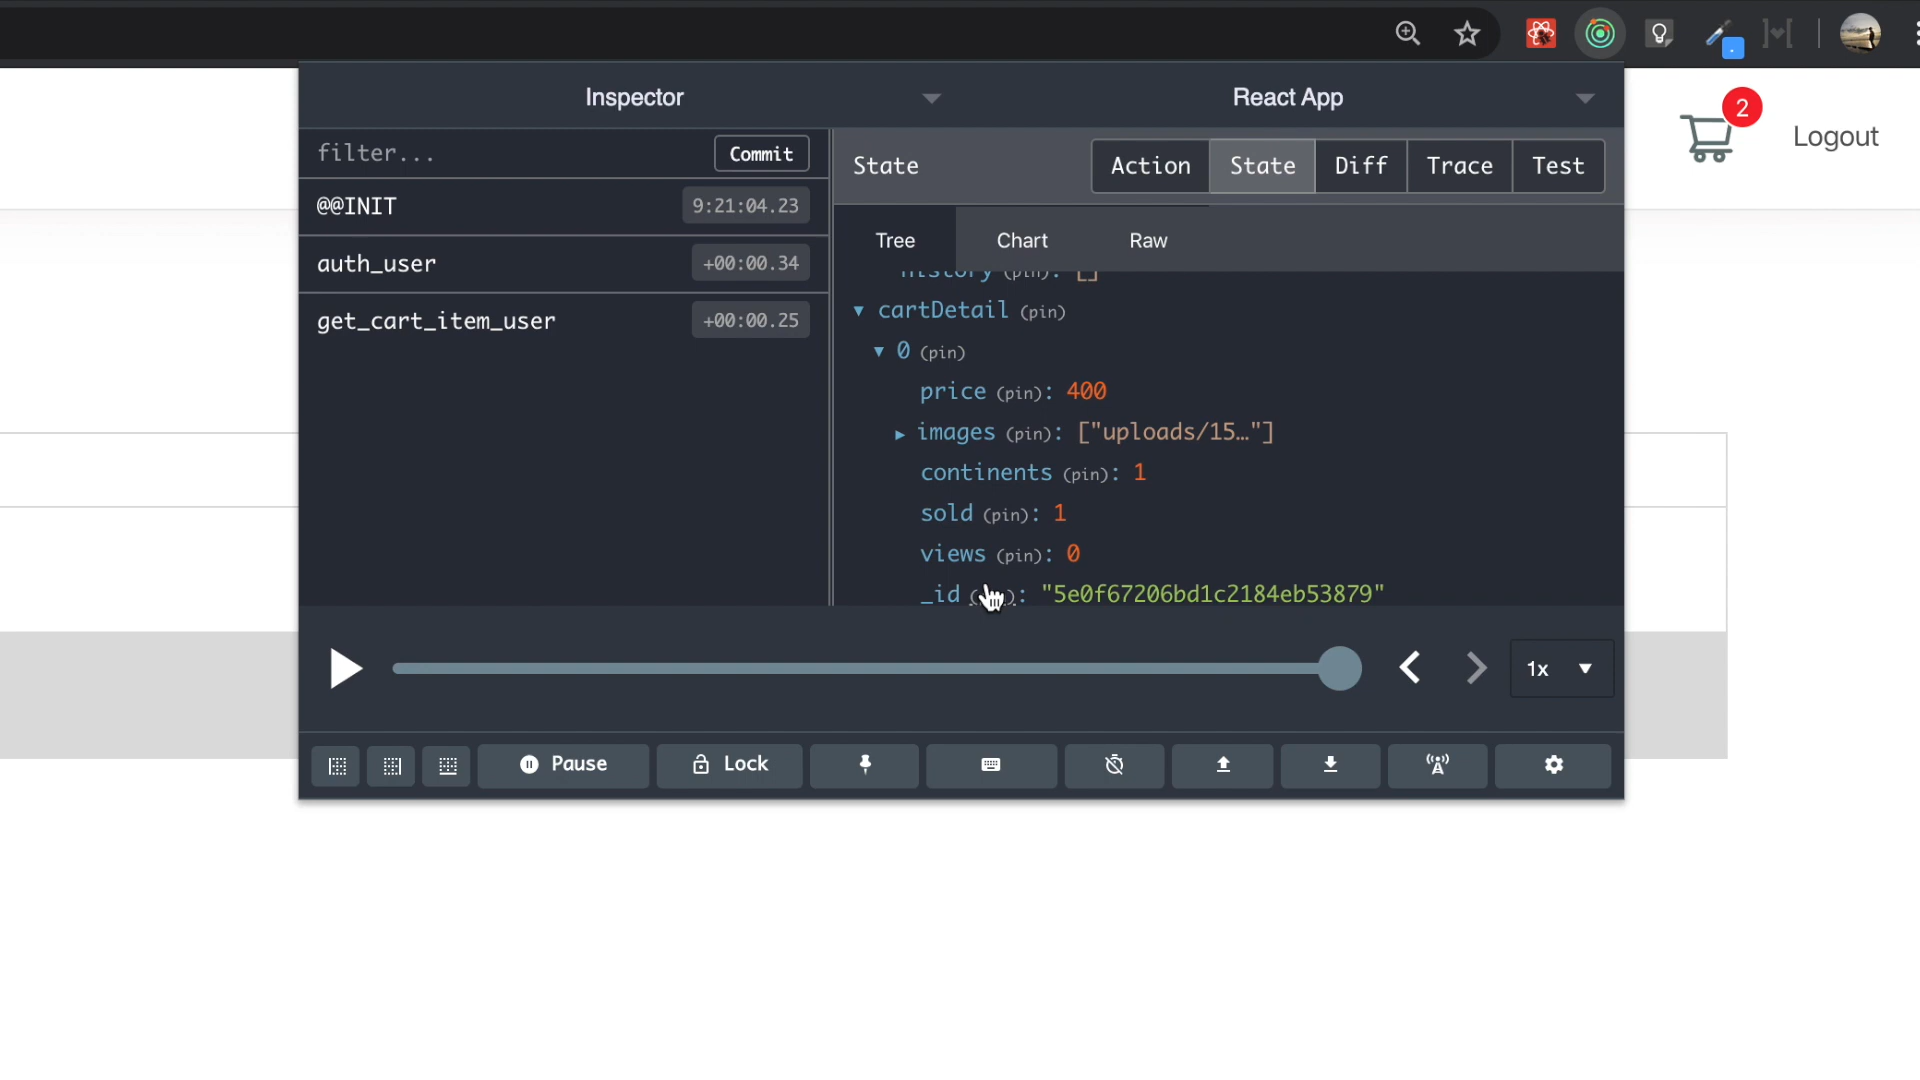 2
Logout
Inspector
React App
filter...
Commit
@@INIT 9:21:04.23
auth_user +00:00.34
get_cart_item_user +00:00.25
State
Action State Diff Trace Test
Tree Chart Raw
history (pin): []
cartDetail (pin)
0 (pin)
price (pin): 400
images (pin): ["uploads/15…"]
continents (pin): 1
sold (pin): 1
views (pin): 0
_id : "5e0f67206bd1c2184eb53879"
1x
Pause
Lock